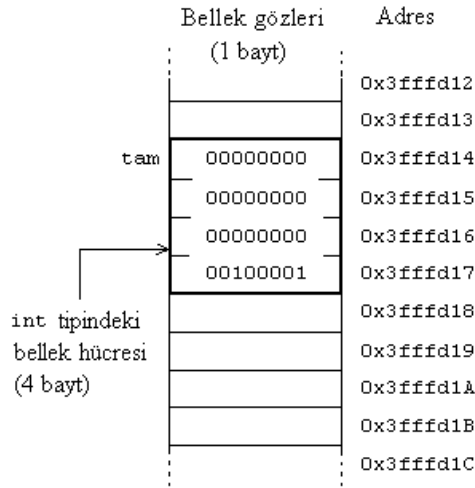 Bellek gözleri Adres
(1 bayt)
0x3fffd12
0x3fffd13
tam 00000000 0x3fffd14
00000000 0x3fffd15
00000000 0x3fffd16
00100001 0x3fffd17
int tipindeki 0x3fffd18
bellek hücresi 0x3fffd19
(4 bayt) 0x3fffd1A
0x3fffd1B
0x3fffd1C